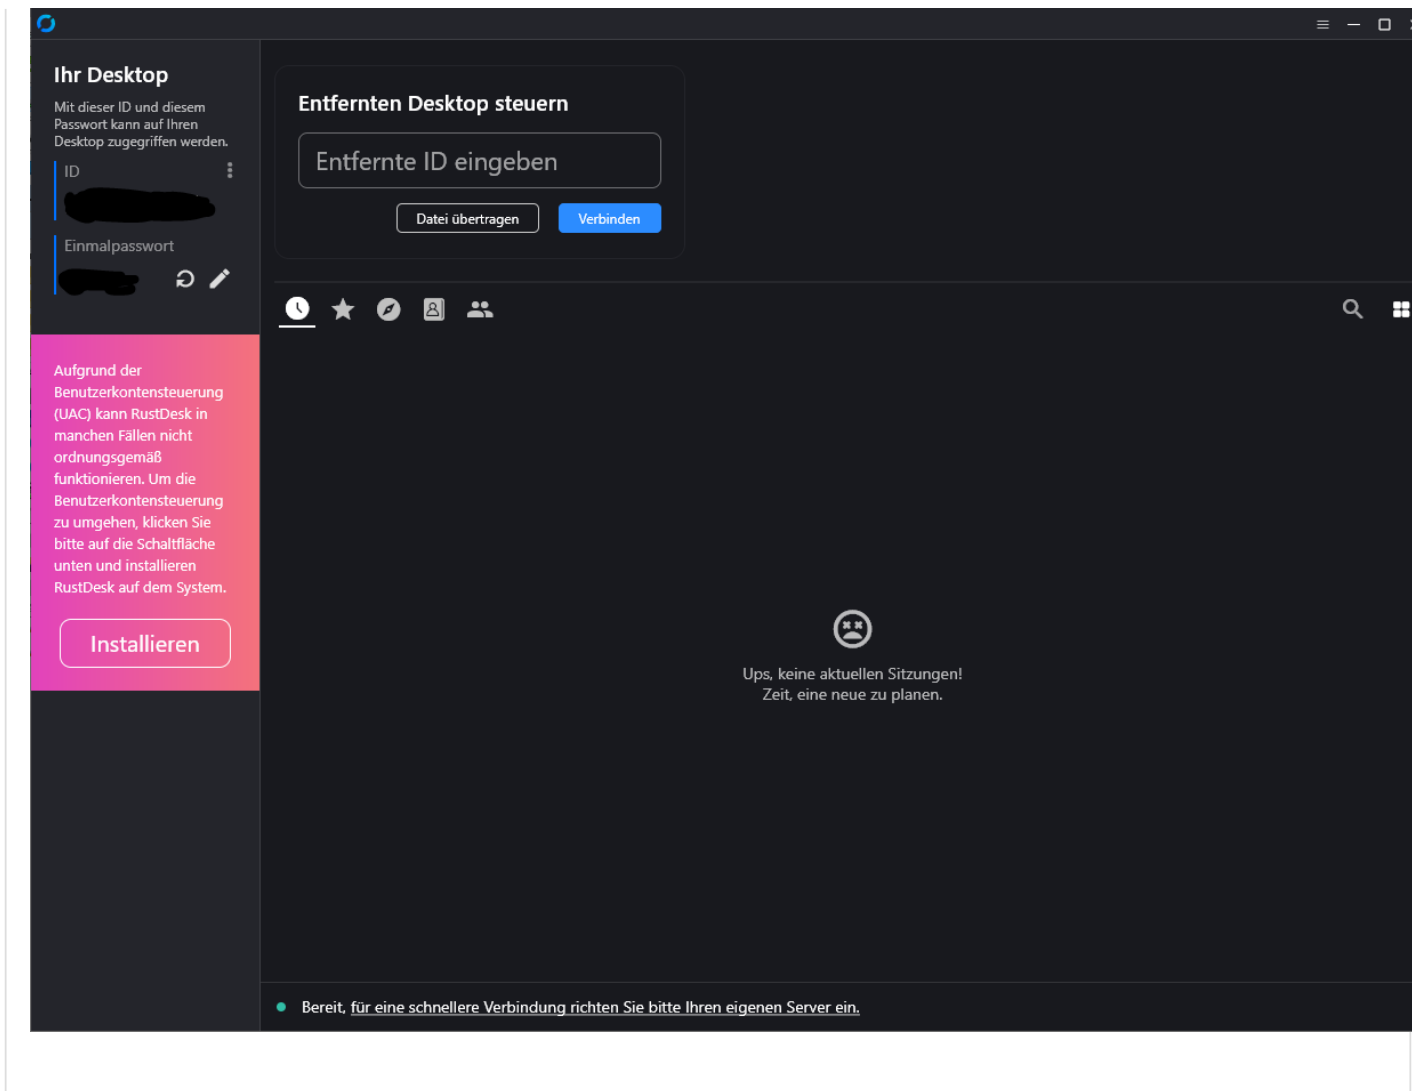 Ihr Desktop
Mit dieser ID und diesem
Passwort kann auf Ihren
Desktop zugegriffen werden.
ID
Einmalpasswort
Aufgrund der
Benutzerkontensteuerung
(UAC) kann RustDesk in
manchen Fällen nicht
ordnungsgemäß
funktionieren. Um die
Benutzerkontensteuerung
zu umgehen, klicken Sie
bitte auf die Schaltfläche
unten und installieren
RustDesk auf dem System.
Installieren
Entfernten Desktop steuern
Entfernte ID eingeben
Datei übertragen
Verbinden
Ups, keine aktuellen Sitzungen!
Zeit, eine neue zu planen.
Bereit, für eine schnellere Verbindung richten Sie bitte Ihren eigenen Server ein.